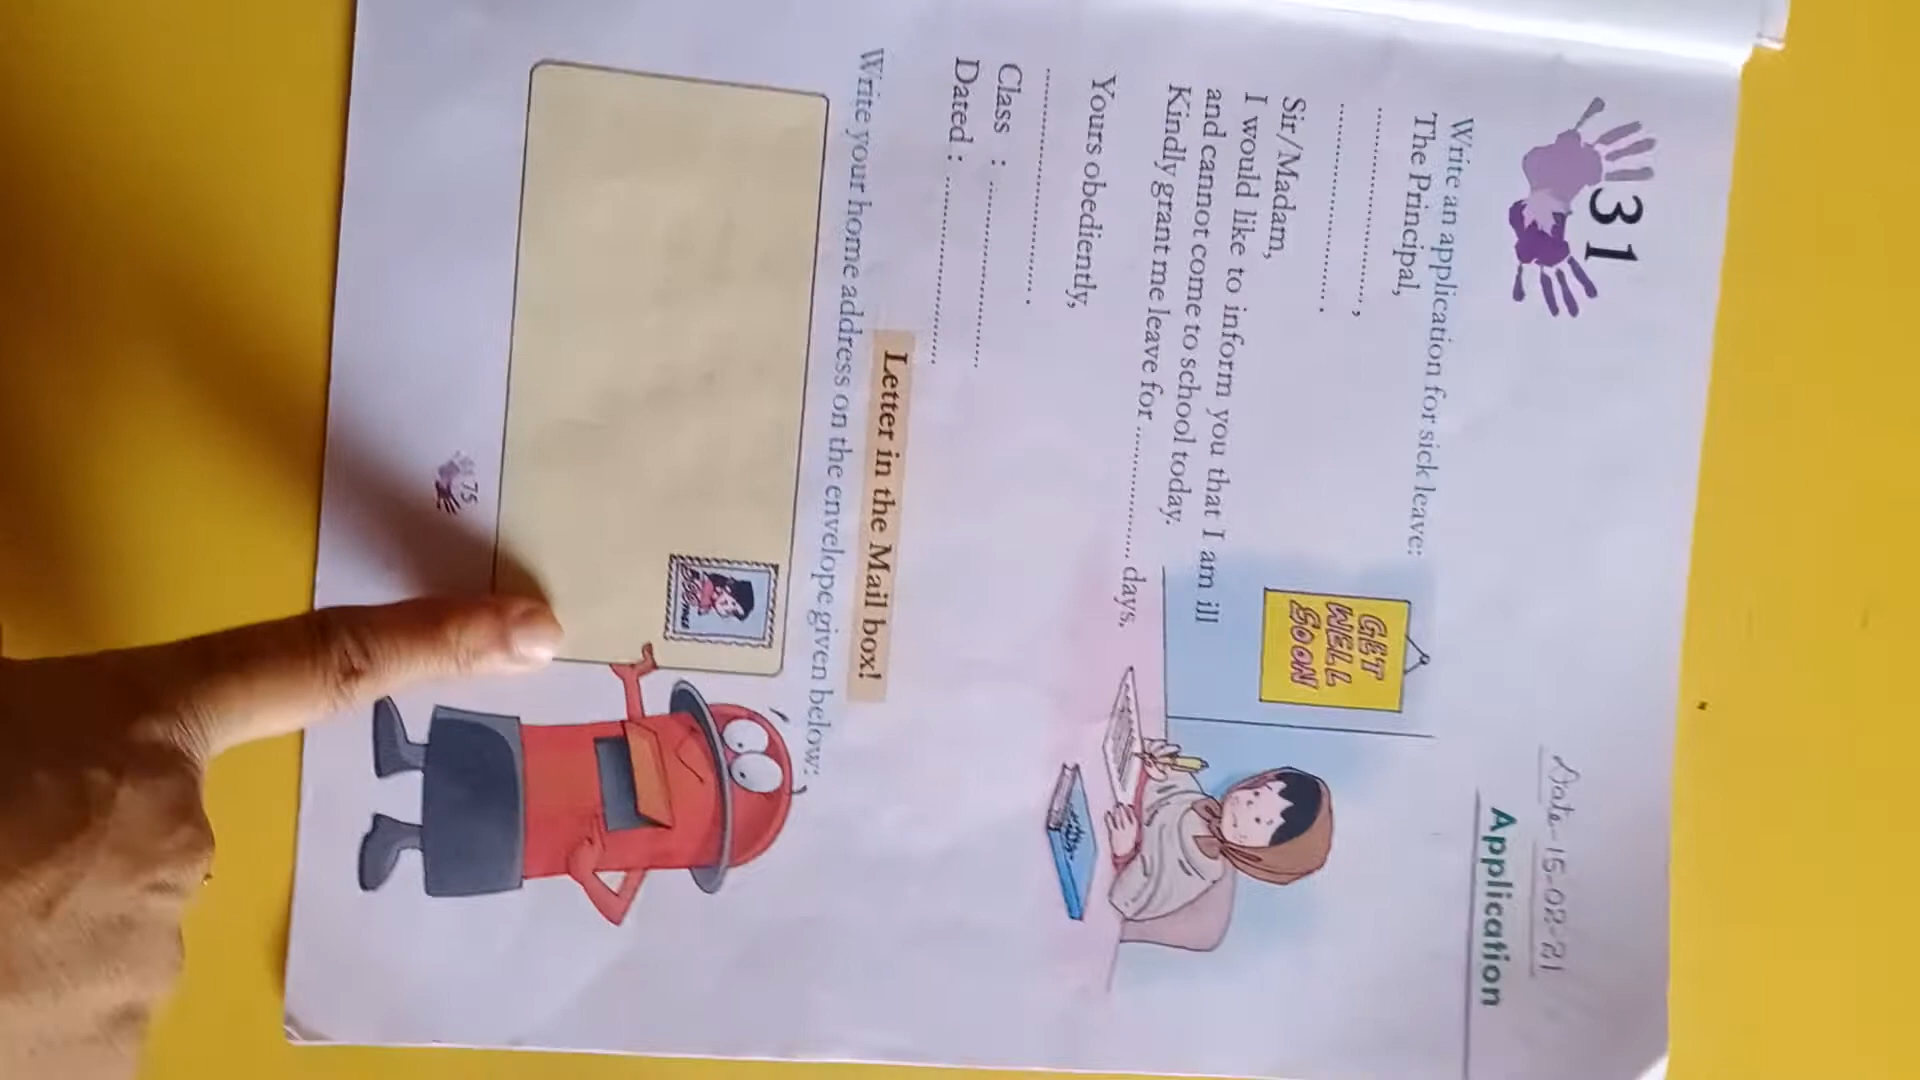 Date-15-02-21
31
Application
Write an application for sick leave:
The Principal,
..............................,
...............................
Sir/Madam,
I would like to inform you that I am ill
and cannot come to school today.
Kindly grant me leave for .................. days.
Yours obediently,
.................................. .
Class : ...........................
Dated : ...........................
GET
WELL
SOON
Letter in the Mail box!
Write your home address on the envelope given below:
75